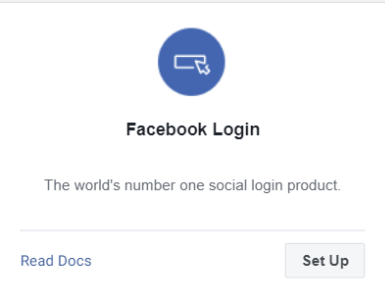 Facebook Login
The world's number one social login product.
Read Docs
Set Up